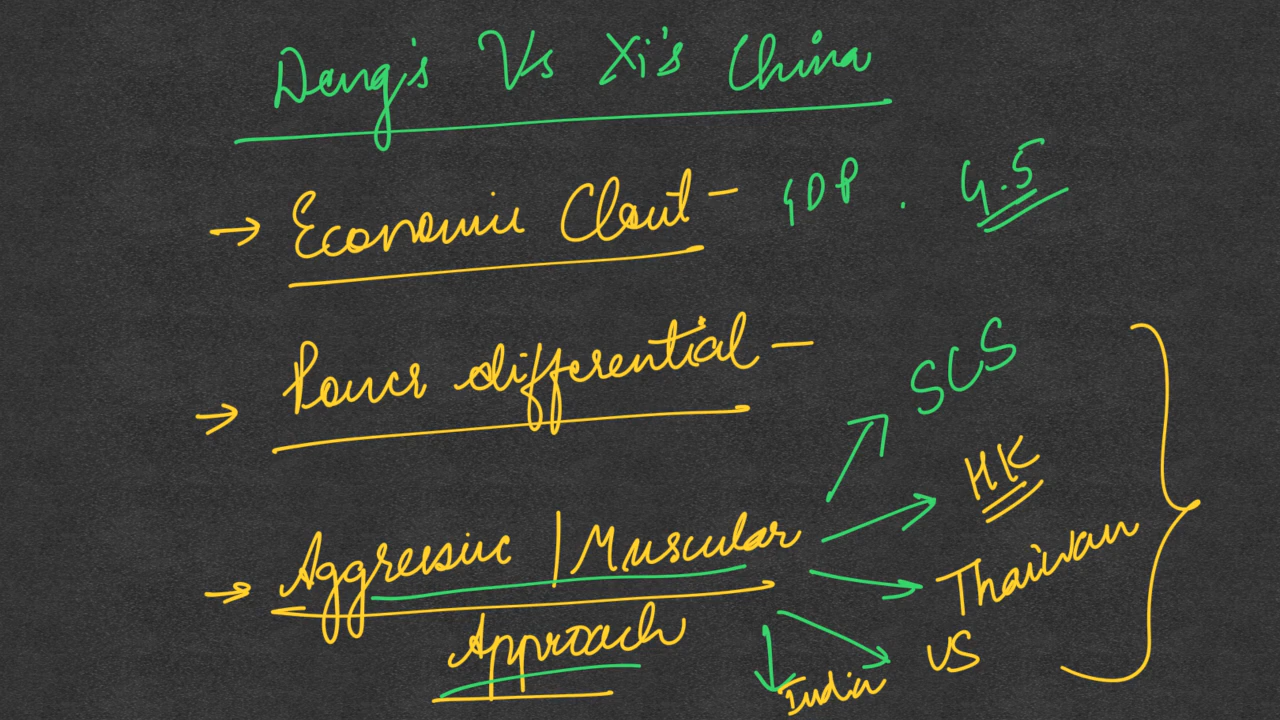 Deng's Vs Xi's China
→ Economic Clout - GDP . 4.5
→ Power differential -
SCS
HK
→ Aggressive | Muscular
Approach
Thaiwan
US
India